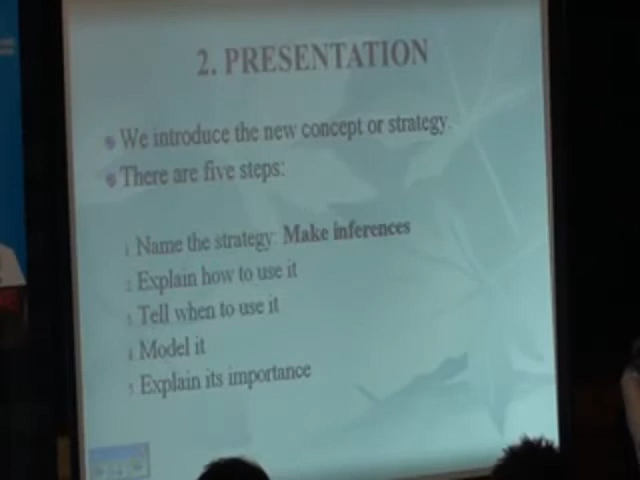 2. PRESENTATION
We introduce the new concept or strategy.
There are five steps:
1 Name the strategy: Make inferences
2 Explain how to use it
3 Tell when to use it
4 Model it
5 Explain its importance